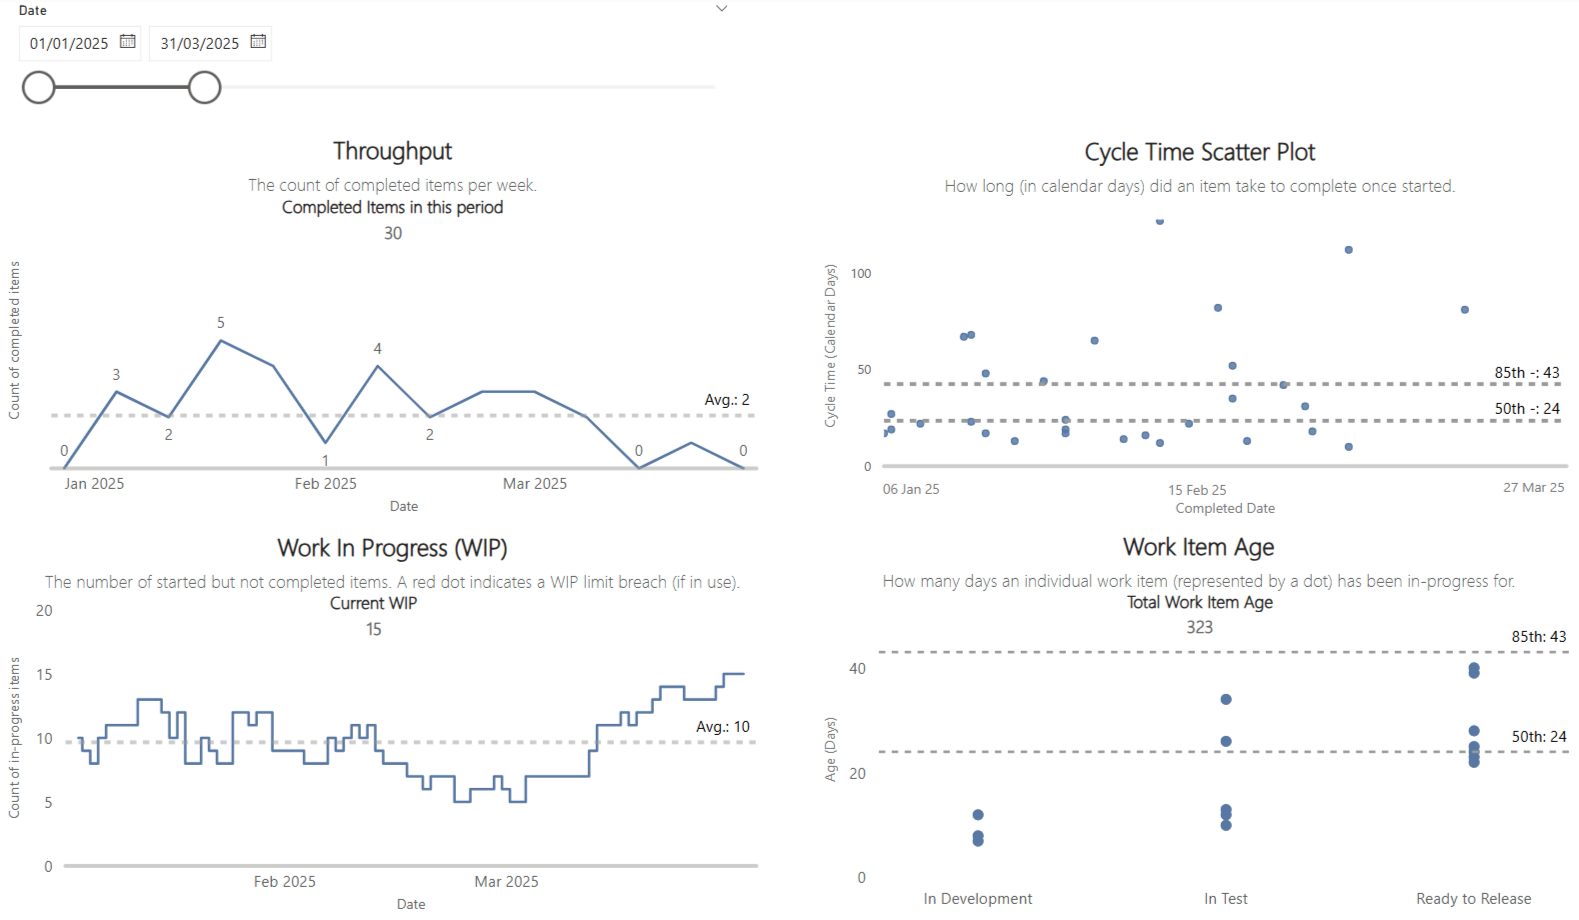 Date
01/01/2025 31/03/2025
Throughput
The count of completed items per week.
Completed Items in this period
30
Count of completed items
0
3
2
5
1
4
2
0
0
Avg.: 2
Jan 2025 Feb 2025 Mar 2025
Date
Cycle Time Scatter Plot
How long (in calendar days) did an item take to complete once started.
Cycle Time (Calendar Days)
100
50
0
85th -: 43
50th -: 24
06 Jan 25 15 Feb 25 27 Mar 25
Completed Date
Work In Progress (WIP)
The number of started but not completed items. A red dot indicates a WIP limit breach (if in use).
Current WIP
15
Count of in-progress items
20
15
10
5
0
Avg.: 10
Feb 2025 Mar 2025
Date
Work Item Age
How many days an individual work item (represented by a dot) has been in-progress for.
Total Work Item Age
323
Age (Days)
40
20
0
85th: 43
50th: 24
In Development In Test Ready to Release